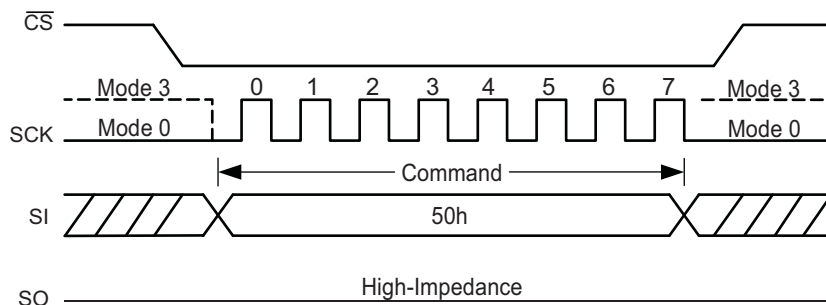 CS
Mode 3 0 1 2 3 4 5 6 7 Mode 3
SCK Mode 0 Mode 0
Command
SI 50h
High-Impedance
SO